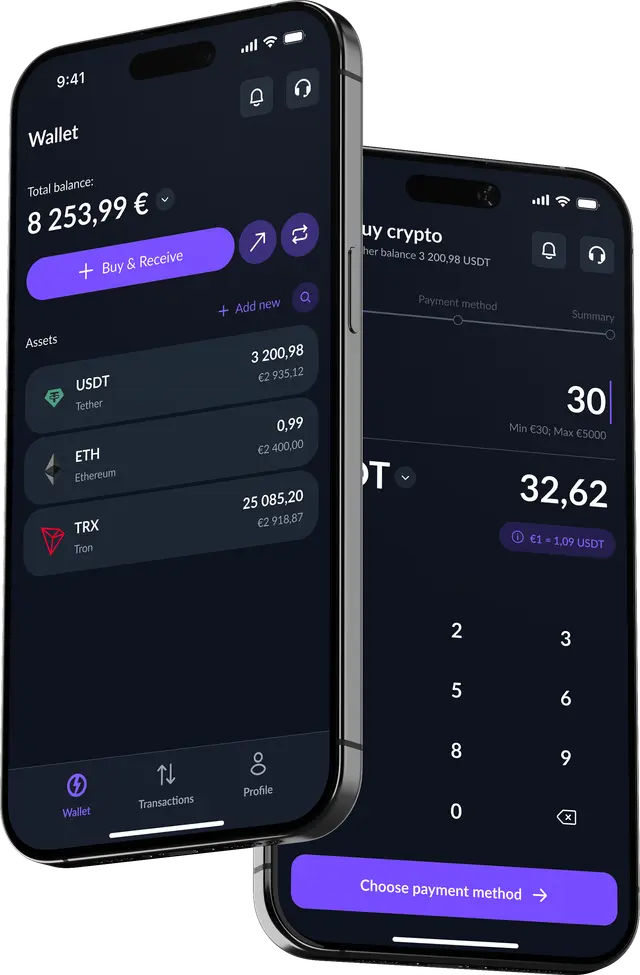 9:41
Wallet
Total balance:
8 253,99 €
Buy & Receive
Add new
Assets
USDT
Tether
3 200,98
€2 935,12
ETH
Ethereum
0,99
€2 400,00
TRX
Tron
25 085,20
€2 918,87
Wallet
Transactions
Profile
uy crypto
her balance 3 200,98 USDT
Payment method
Summary
30
Min €30; Max €5000
DT
32,62
€1 = 1,09 USDT
2
3
5
6
8
9
0
Choose payment method